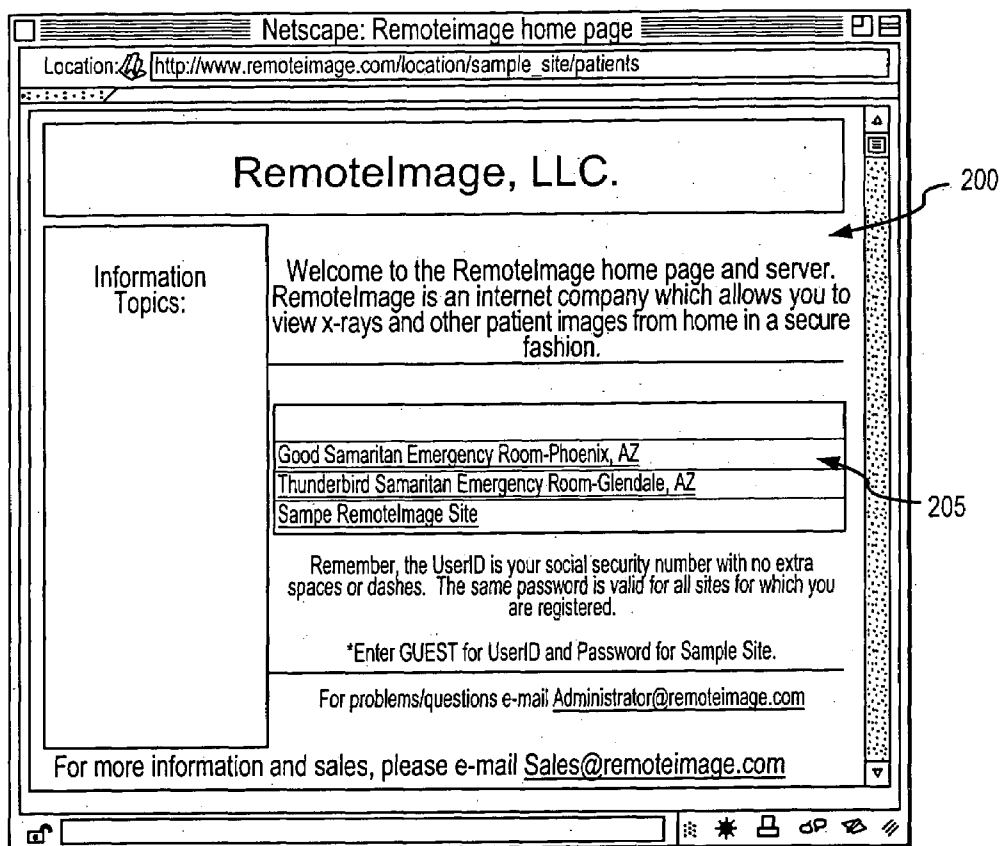 Netscape: Remoteimage home page
Location: http://www.remoteimage.com/location/sample_site/patients
RemoteImage, LLC.
200
Information
Topics:
Welcome to the RemoteImage home page and server.
RemoteImage is an internet company which allows you to
view x-rays and other patient images from home in a secure
fashion.
Good Samaritan Emergency Room-Phoenix, AZ
Thunderbird Samaritan Emergency Room-Glendale, AZ
Sampe RemoteImage Site
205
Remember, the UserID is your social security number with no extra
spaces or dashes. The same password is valid for all sites for which you
are registered.
*Enter GUEST for UserID and Password for Sample Site.
For problems/questions e-mail Administrator@remoteimage.com
For more information and sales, please e-mail Sales@remoteimage.com